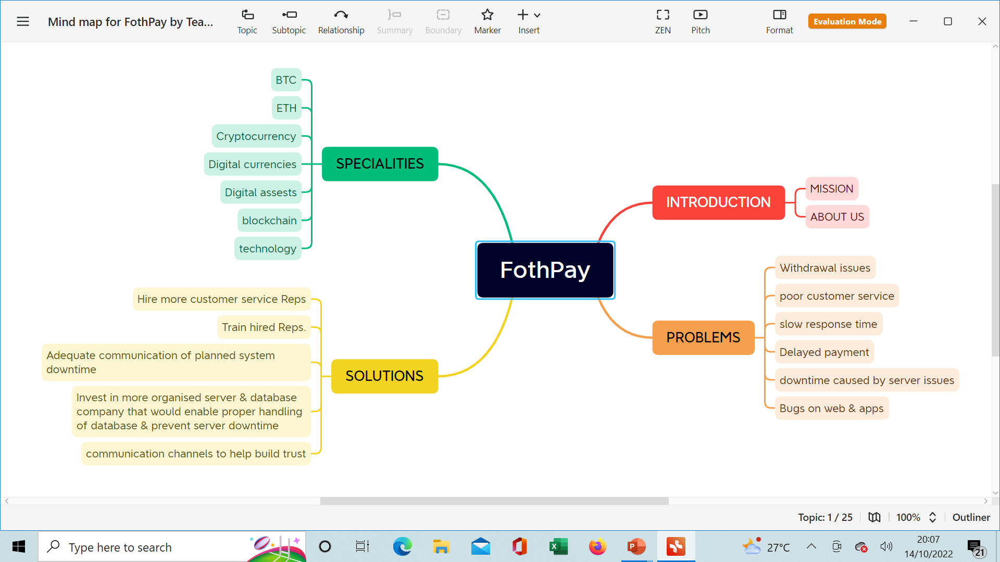 Mind map for FothPay by Tea...
Topic
Subtopic
Relationship
Summary
Boundary
Marker
Insert
ZEN
Pitch
Format
Evaluation Mode
BTC
ETH
Cryptocurrency
Digital currencies
Digital assests
blockchain
technology
SPECIALITIES
Hire more customer service Reps
Train hired Reps.
Adequate communication of planned system
downtime
Invest in more organised server & database
company that would enable proper handling
of database & prevent server downtime
communication channels to help build trust
SOLUTIONS
FothPay
INTRODUCTION
MISSION
ABOUT US
PROBLEMS
Withdrawal issues
poor customer service
slow response time
Delayed payment
downtime caused by server issues
Bugs on web & apps
Topic: 1 / 25
100%
Outliner
Type here to search
27°C
20:07
14/10/2022
21